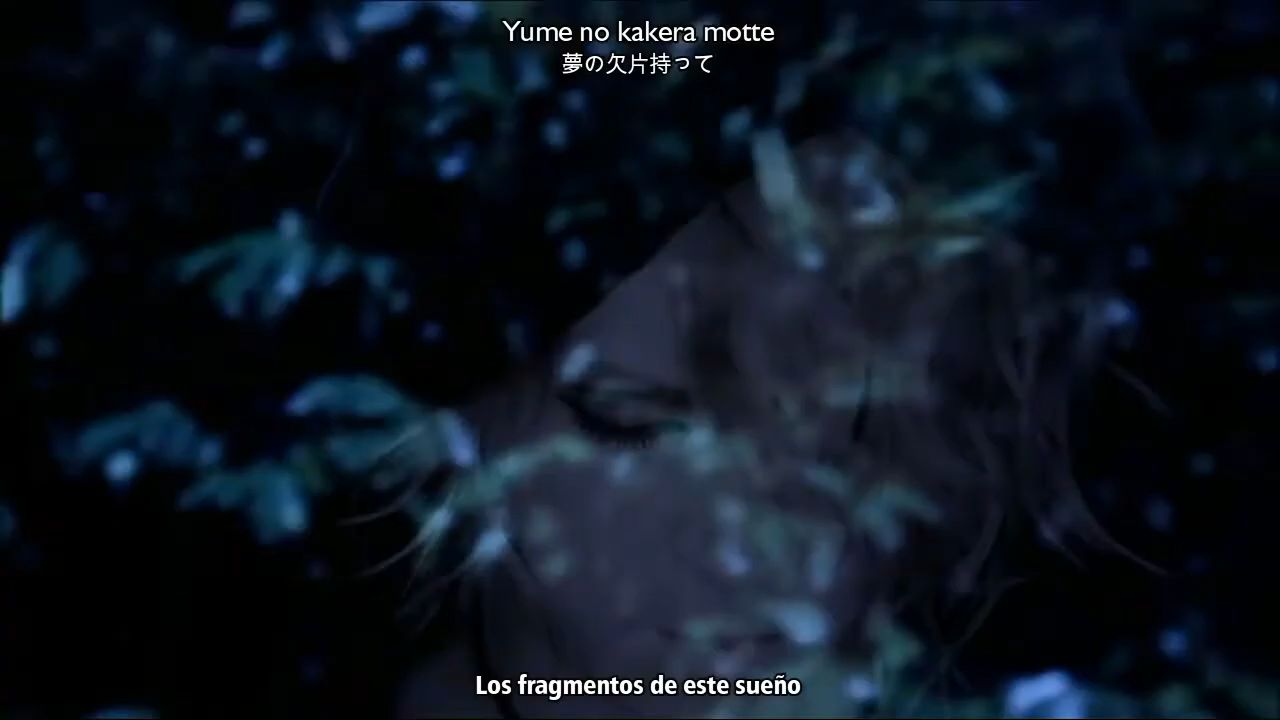 Yume no kakera motte
夢の欠片持って
Los fragmentos de este sueño